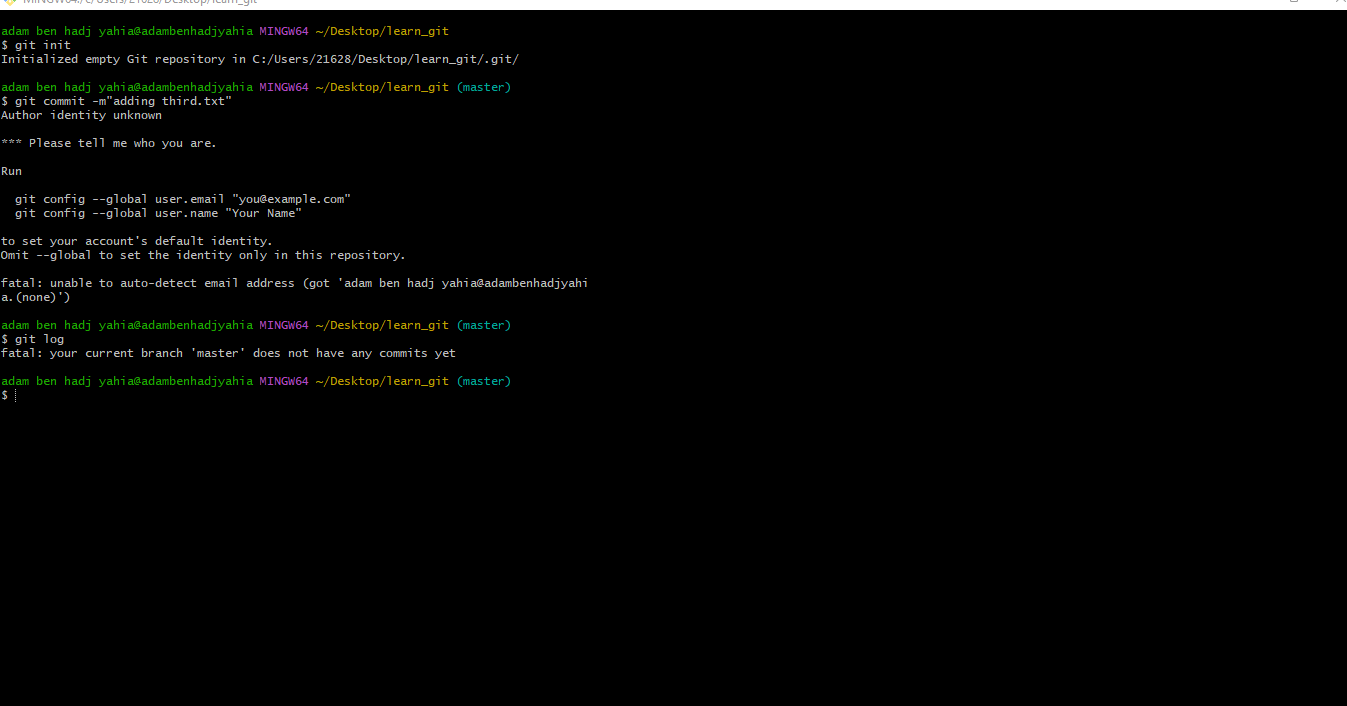 MINGW64:/c/Users/21628/Desktop/learn_git
adam ben hadj yahia@adambenhadjyahia MINGW64 ~/Desktop/learn_git
$ git init
Initialized empty Git repository in C:/Users/21628/Desktop/learn_git/.git/
adam ben hadj yahia@adambenhadjyahia MINGW64 ~/Desktop/learn_git (master)
$ git commit -m"adding third.txt"
Author identity unknown
*** Please tell me who you are.
Run
  git config --global user.email "you@example.com"
  git config --global user.name "Your Name"
to set your account's default identity.
Omit --global to set the identity only in this repository.
fatal: unable to auto-detect email address (got 'adam ben hadj yahia@adambenhadjyahi
a.(none)')
adam ben hadj yahia@adambenhadjyahia MINGW64 ~/Desktop/learn_git (master)
$ git log
fatal: your current branch 'master' does not have any commits yet
adam ben hadj yahia@adambenhadjyahia MINGW64 ~/Desktop/learn_git (master)
$